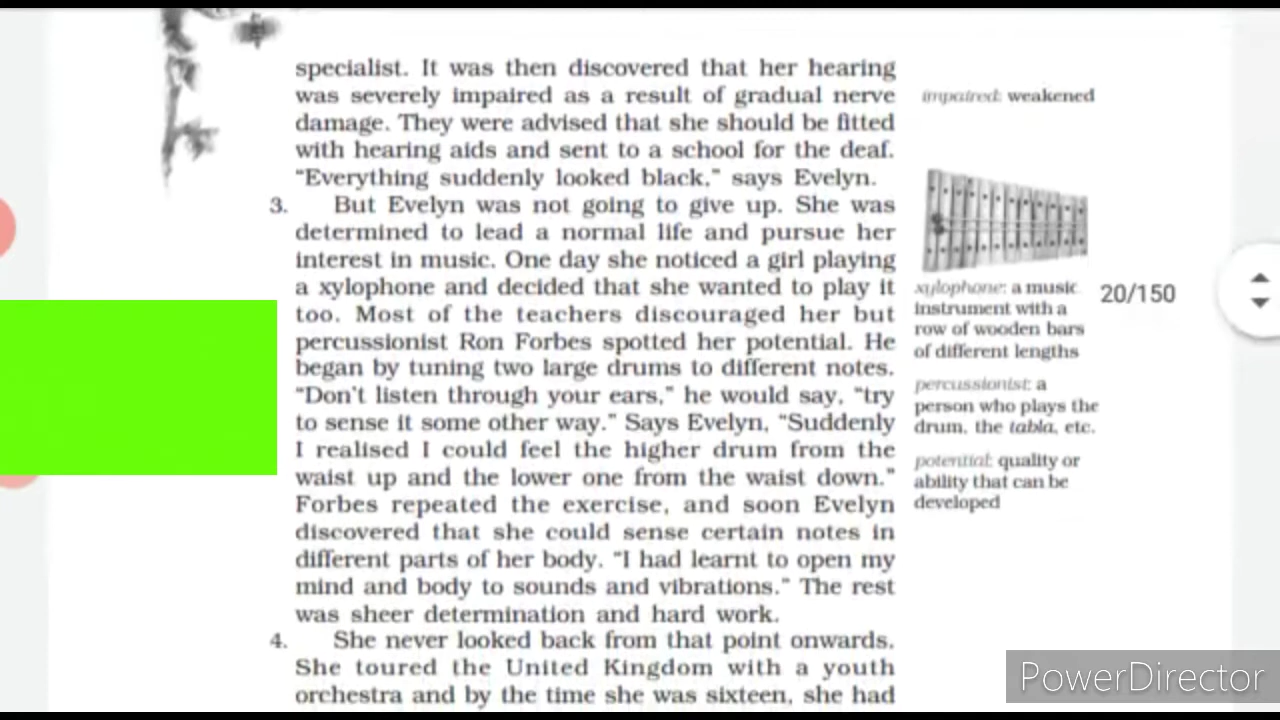 specialist. It was then discovered that her hearing
was severely impaired as a result of gradual nerve
damage. They were advised that she should be fitted
with hearing aids and sent to a school for the deaf.
“Everything suddenly looked black,” says Evelyn.
3. But Evelyn was not going to give up. She was
determined to lead a normal life and pursue her
interest in music. One day she noticed a girl playing
a xylophone and decided that she wanted to play it
too. Most of the teachers discouraged her but
percussionist Ron Forbes spotted her potential. He
began by tuning two large drums to different notes.
“Don't listen through your ears,” he would say, “try
to sense it some other way.” Says Evelyn, “Suddenly
I realised I could feel the higher drum from the
waist up and the lower one from the waist down.”
Forbes repeated the exercise, and soon Evelyn
discovered that she could sense certain notes in
different parts of her body. “I had learnt to open my
mind and body to sounds and vibrations.” The rest
was sheer determination and hard work.
4. She never looked back from that point onwards.
She toured the United Kingdom with a youth
orchestra and by the time she was sixteen, she had
impaired: weakened
xylophone: a music
instrument with a
row of wooden bars
of different lengths
percussionist: a
person who plays the
drum, the tabla, etc.
potential: quality or
ability that can be
developed
20/150
PowerDirector